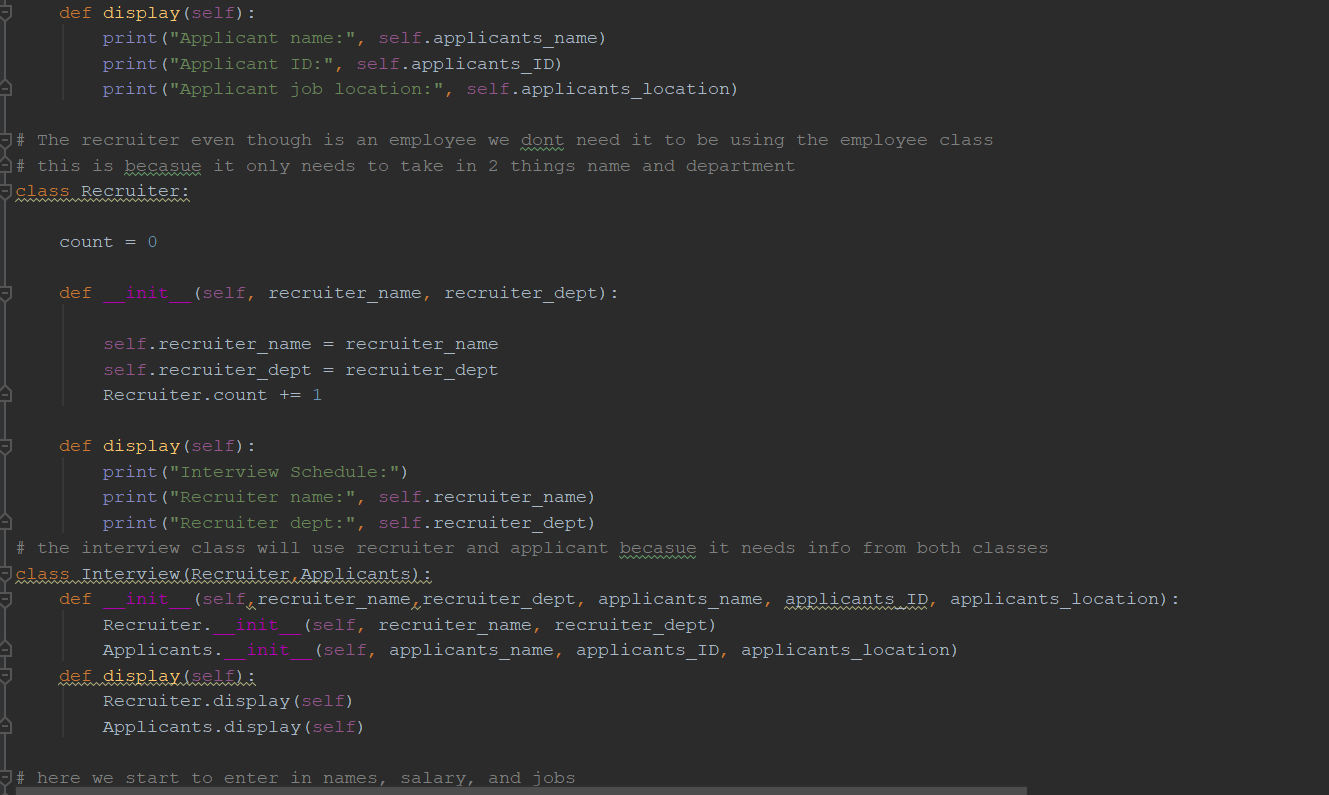 def display(self):
print("Applicant name:", self.applicants_name)
print("Applicant ID:", self.applicants_ID)
print("Applicant job location:", self.applicants_location)
# The recruiter even though is an employee we dont need it to be using the employee class
# this is becasue it only needs to take in 2 things name and department
class Recruiter:
count = 0
def __init__(self, recruiter_name, recruiter_dept):
self.recruiter_name = recruiter_name
self.recruiter_dept = recruiter_dept
Recruiter.count += 1
def display(self):
print("Interview Schedule:")
print("Recruiter name:", self.recruiter_name)
print("Recruiter dept:", self.recruiter_dept)
# the interview class will use recruiter and applicant becasue it needs info from both classes
class Interview(Recruiter,Applicants):
def __init__(self,recruiter_name,recruiter_dept, applicants_name, applicants_ID, applicants_location):
Recruiter.__init__(self, recruiter_name, recruiter_dept)
Applicants.__init__(self, applicants_name, applicants_ID, applicants_location)
def display(self):
Recruiter.display(self)
Applicants.display(self)
# here we start to enter in names, salary, and jobs